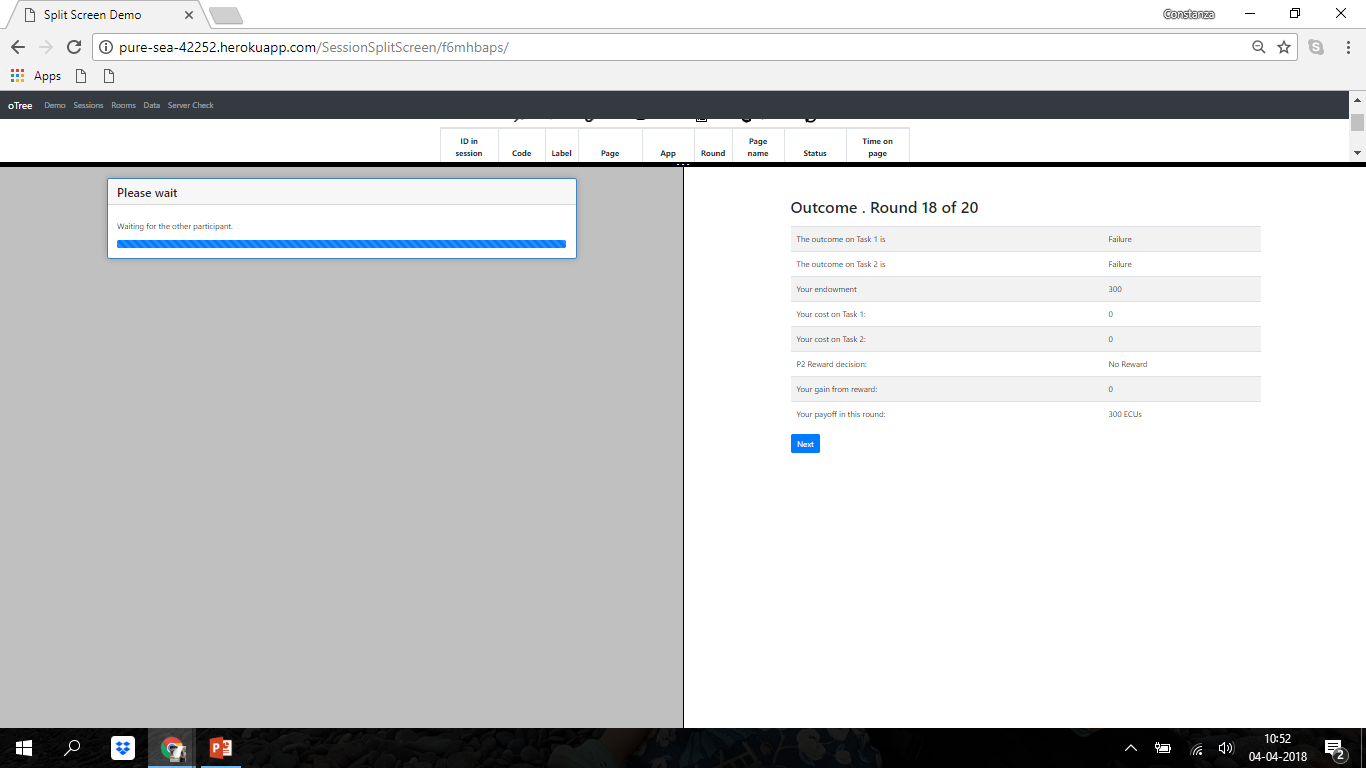 Split Screen Demo
Constanza
pure-sea-42252.herokuapp.com/SessionSplitScreen/f6mhbaps/
Apps
oTree Demo Sessions Rooms Data Server Check
ID in session Code Label Page App Round Page name Status Time on page
Please wait
Waiting for the other participant.
Outcome . Round 18 of 20
The outcome on Task 1 is Failure
The outcome on Task 2 is Failure
Your endowment 300
Your cost on Task 1: 0
Your cost on Task 2: 0
P2 Reward decision: No Reward
Your gain from reward: 0
Your payoff in this round: 300 ECUs
Next
10:52
04-04-2018
2